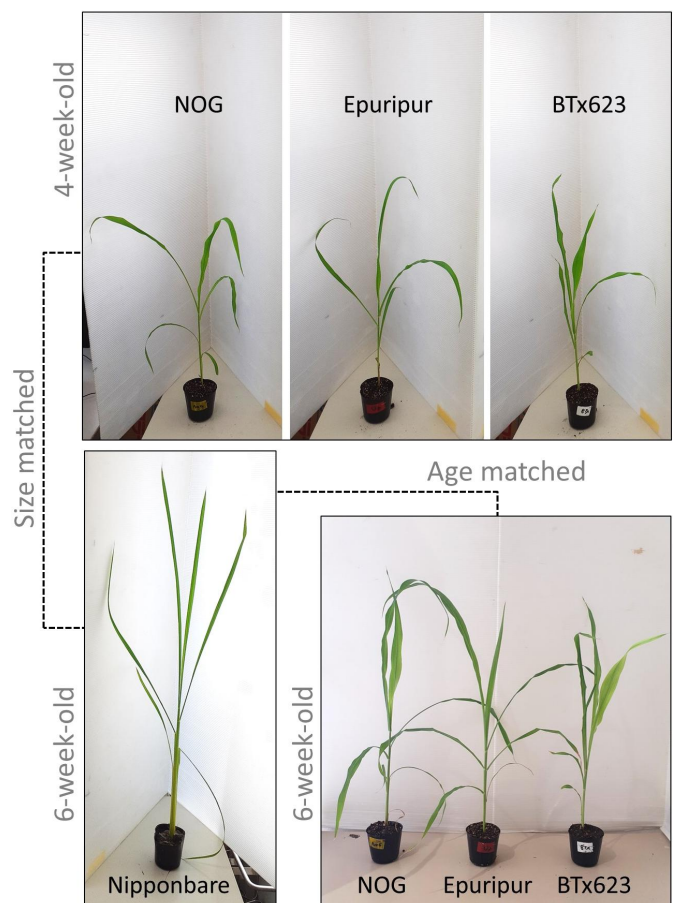 4-week-old
NOG
Epuripur
BTx623
Size matched
Age matched
6-week-old
Nipponbare
6-week-old
NOG
Epuripur
BTx623